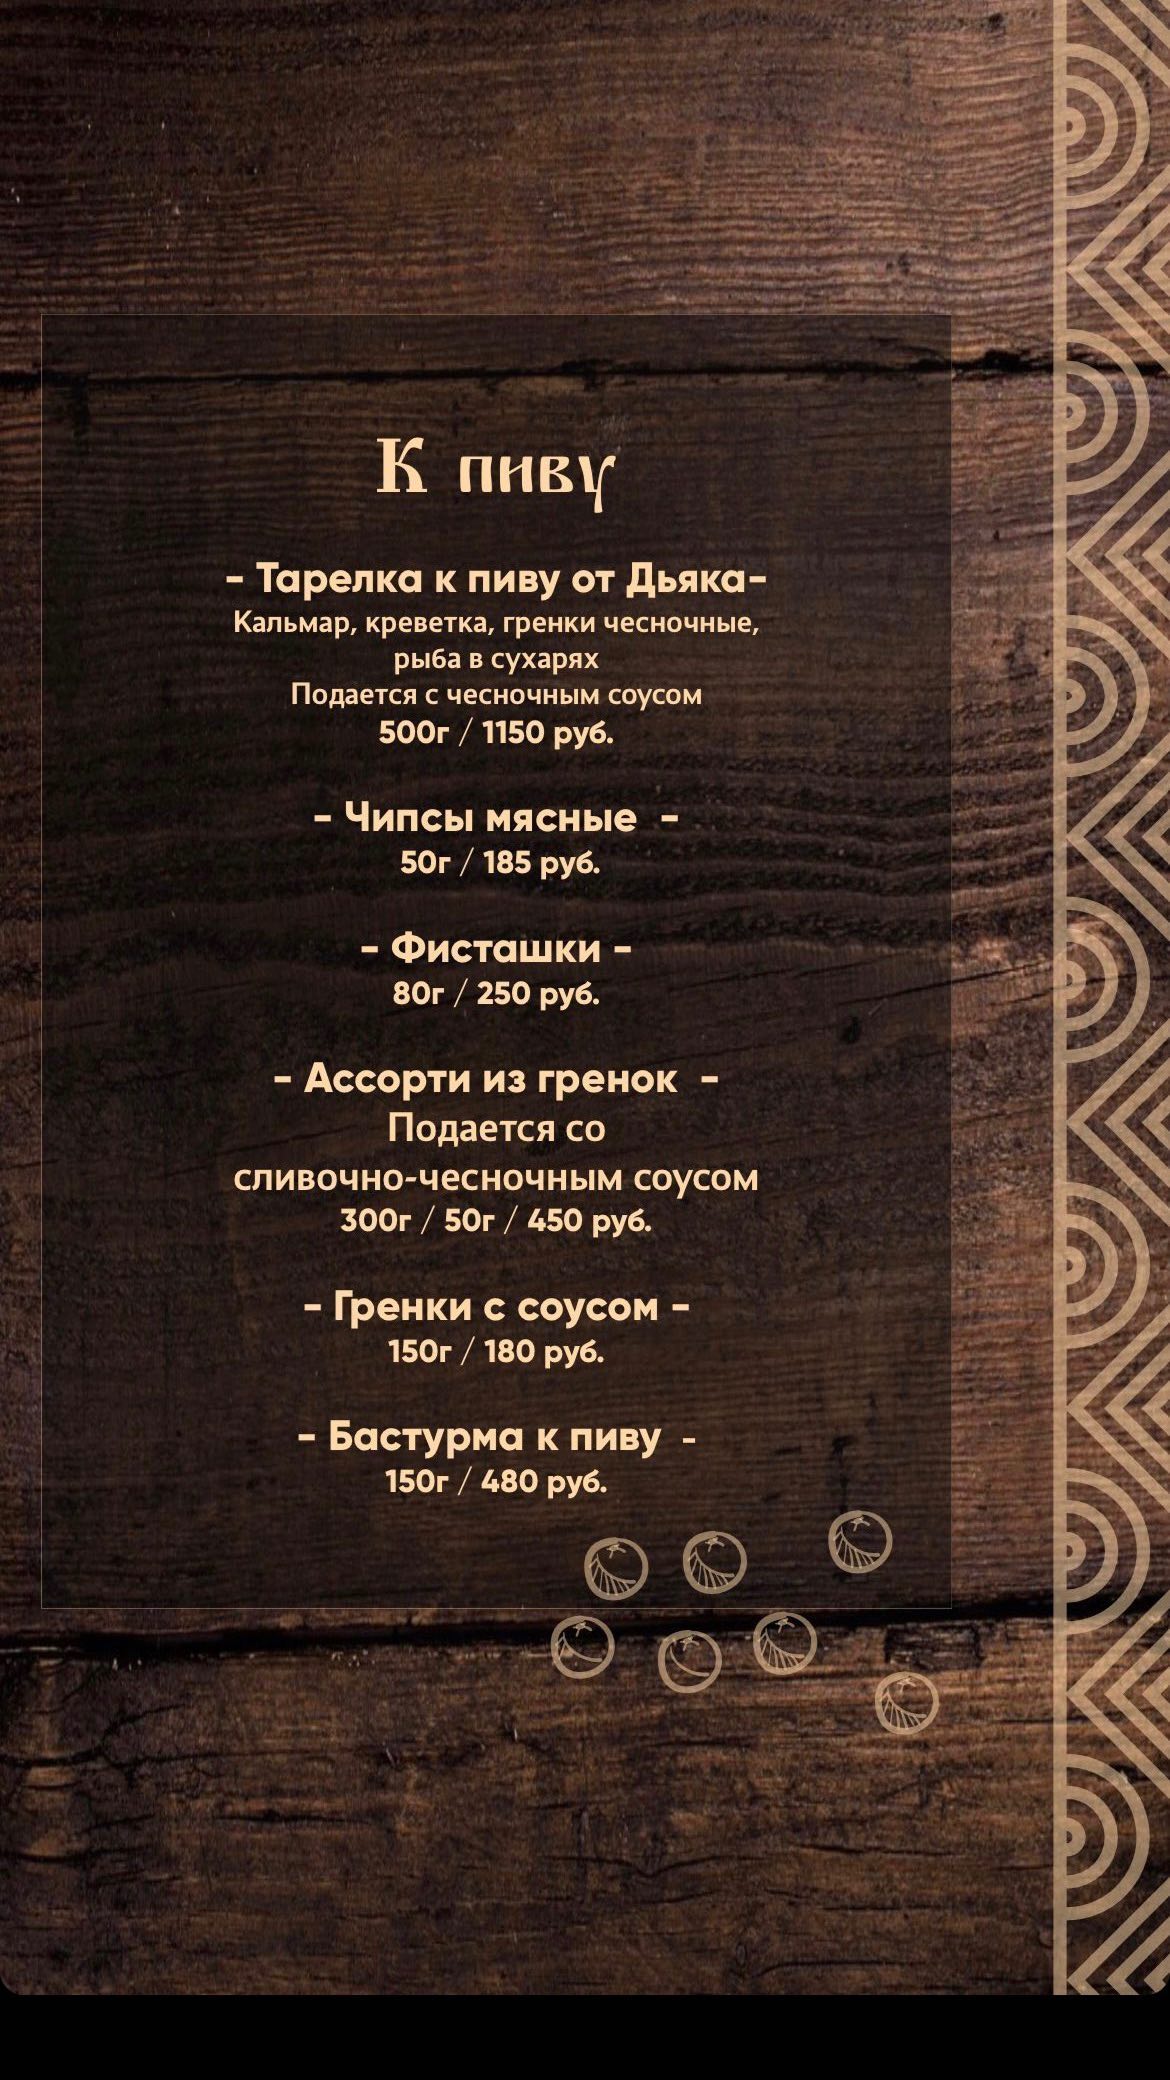 К пиву
- Тарелка к пиву от Дьяка-
Кальмар, креветка, гренки чесночные,
рыба в сухарях
Подается с чесночным соусом
500г / 1150 руб.
- Чипсы мясные -
50г / 185 руб.
- Фисташки -
80г / 250 руб.
- Ассорти из гренок -
Подается со
сливочно-чесночным соусом
300г / 50г / 450 руб.
- Гренки с соусом -
150г / 180 руб.
- Бастурма к пиву -
150г / 480 руб.